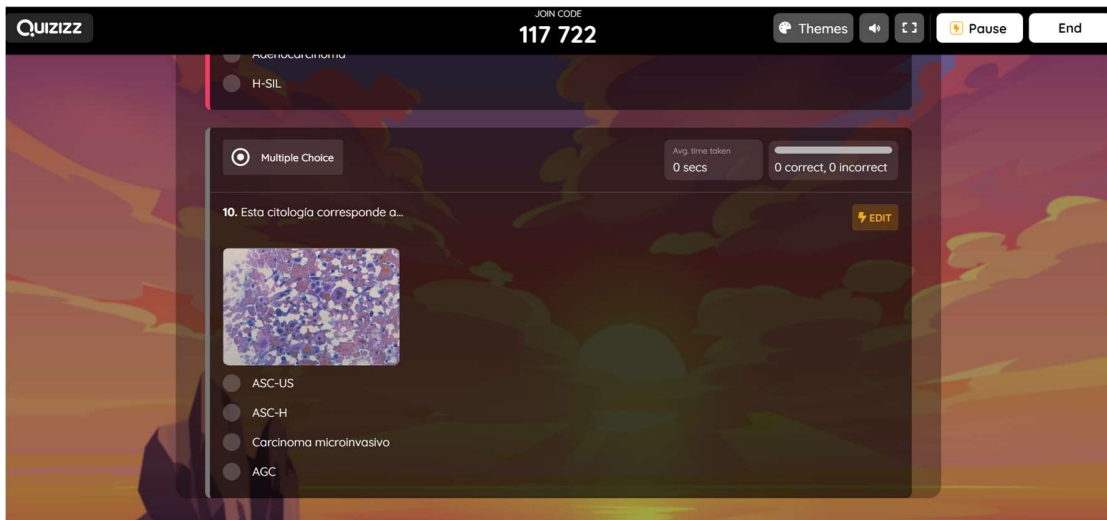 QUIZIZZ
JOIN CODE
117 722
Themes
Pause
End
Adenocarcinoma
H-SIL
Multiple Choice
Avg. time taken
0 secs
0 correct, 0 incorrect
10. Esta citología corresponde a...
EDIT
ASC-US
ASC-H
Carcinoma microinvasivo
AGC